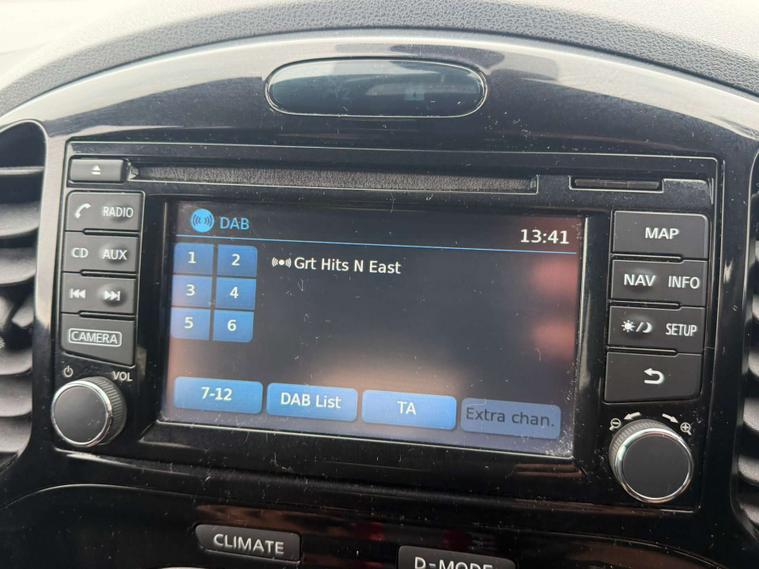 RADIO
CD AUX
CAMERA
VOL
DAB
13:41
1 2
3 4
5 6
Grt Hits N East
7-12
DAB List
TA
Extra chan.
MAP
NAV INFO
SETUP
CLIMATE
D-MODE